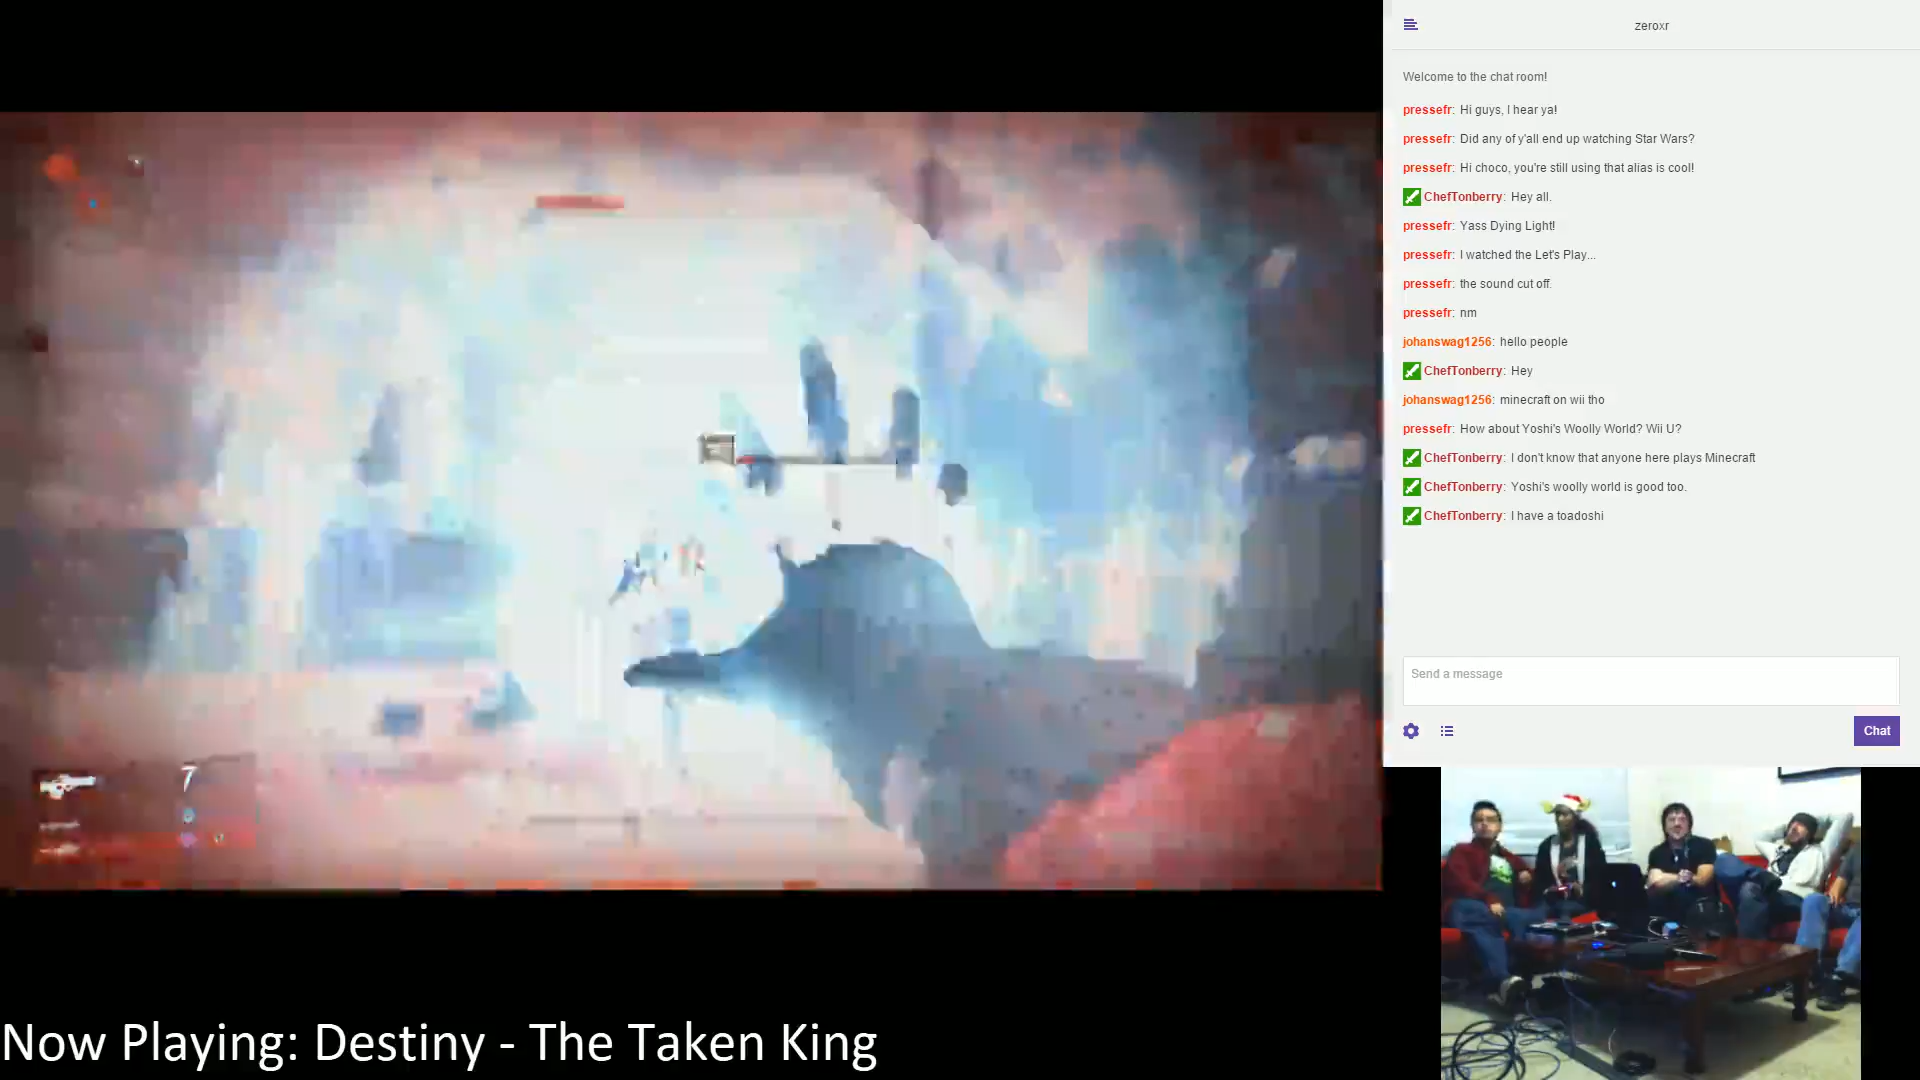 zeroxr
Welcome to the chat room!
pressefr: Hi guys, I hear ya!
pressefr: Did any of y'all end up watching Star Wars?
pressefr: Hi choco, you're still using that alias is cool!
ChefTonberry: Hey all.
pressefr: Yass Dying Light!
pressefr: I watched the Let's Play...
pressefr: the sound cut off.
pressefr: nm
johanswag1256: hello people
ChefTonberry: Hey
johanswag1256: minecraft on wii tho
pressefr: How about Yoshi's Woolly World? Wii U?
ChefTonberry: I don't know that anyone here plays Minecraft
ChefTonberry: Yoshi's woolly world is good too.
ChefTonberry: I have a toadoshi
Send a message
Chat
7
Now Playing: Destiny - The Taken King